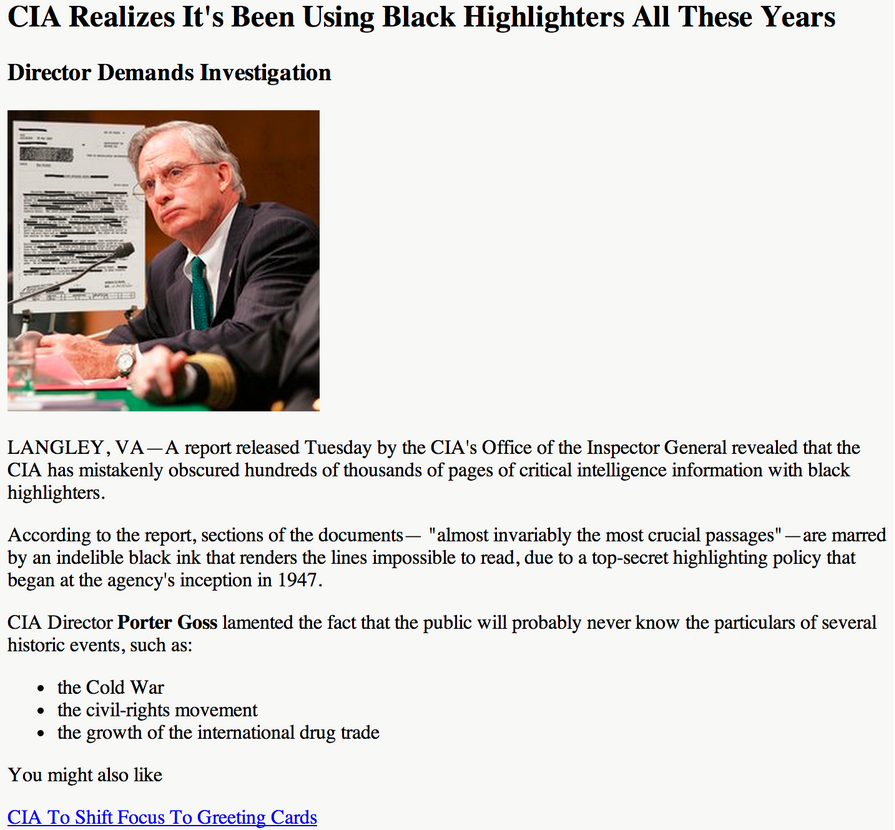 CIA Realizes It's Been Using Black Highlighters All These Years
Director Demands Investigation
LANGLEY, VA—A report released Tuesday by the CIA's Office of the Inspector General revealed that the
CIA has mistakenly obscured hundreds of thousands of pages of critical intelligence information with black
highlighters.
According to the report, sections of the documents— "almost invariably the most crucial passages"—are marred
by an indelible black ink that renders the lines impossible to read, due to a top-secret highlighting policy that
began at the agency's inception in 1947.
CIA Director Porter Goss lamented the fact that the public will probably never know the particulars of several
historic events, such as:
• the Cold War
• the civil-rights movement
• the growth of the international drug trade
You might also like
CIA To Shift Focus To Greeting Cards